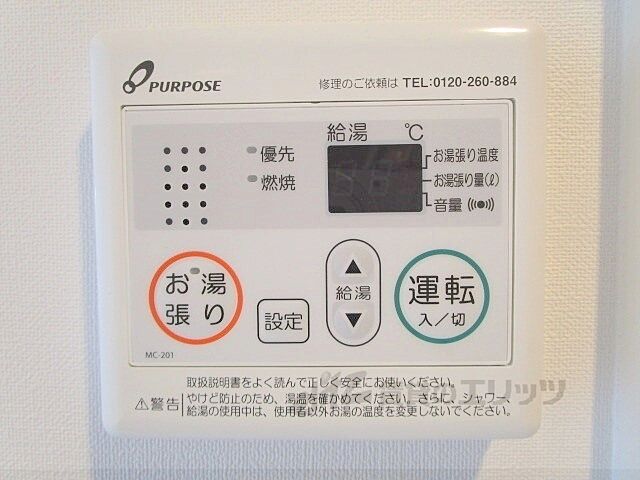 PURPOSE
修理のご依頼は TEL:0120-260-884
給湯 ℃
優先
燃焼
お湯張り温度
お湯張り量(ℓ)
音量
お湯張り
設定
給湯
運転
入/切
MC-201
取扱説明書をよく読んで正しく安全にお使いください。
⚠警告 やけど防止のため、湯温を確かめてください。さらに、シャワー、
給湯の使用中は、使用者以外お湯の温度を変更しないでください。